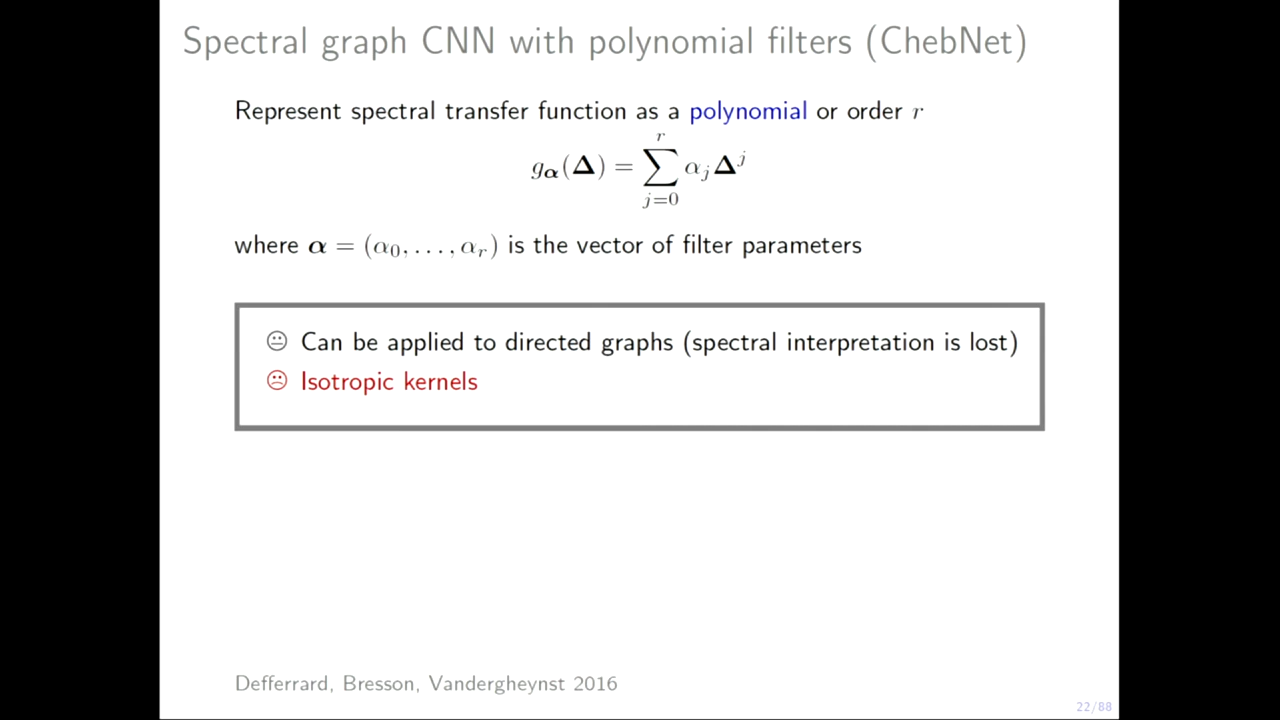 Spectral graph CNN with polynomial filters (ChebNet)
Represent spectral transfer function as a polynomial or order r
g_α(Δ) = ∑_{j=0}^{r} α_j Δ^j
where α = (α_0, . . . , α_r) is the vector of filter parameters
😐 Can be applied to directed graphs (spectral interpretation is lost)
☹ Isotropic kernels
Defferrard, Bresson, Vandergheynst 2016
22/88